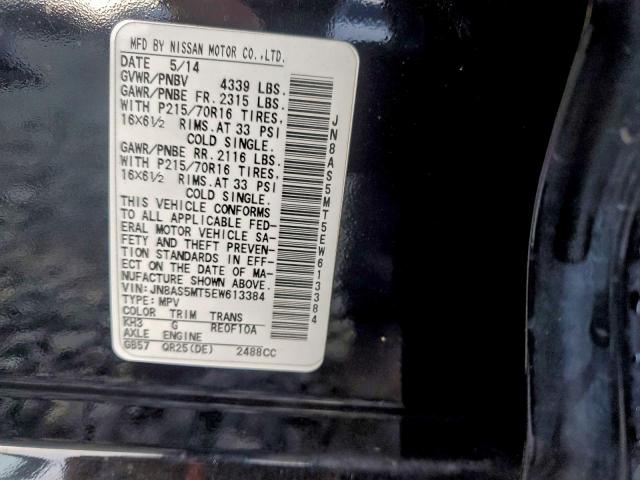 MFD BY NISSAN MOTOR CO.,LTD.
DATE 5/14
GVWR/PNBV 4339 LBS.
GAWR/PNBE FR. 2315 LBS.
WITH P215/70R16 TIRES,
16X6½ RIMS.AT 33 PSI
COLD SINGLE.
GAWR/PNBE RR. 2116 LBS.
WITH P215/70R16 TIRES,
16X6½ RIMS.AT 33 PSI
COLD SINGLE.
THIS VEHICLE CONFORMS
TO ALL APPLICABLE FED-
ERAL MOTOR VEHICLE SA-
FETY AND THEFT PREVEN-
TION STANDARDS IN EFF-
ECT ON THE DATE OF MA-
NUFACTURE SHOWN ABOVE.
VIN:JN8AS5MT5EW613384
TYPE:MPV
COLOR TRIM TRANS
KH3 G RE0F10A
AXLE ENGINE
GB57 QR25(DE) 2488CC
JN8AS5MT5EW613384